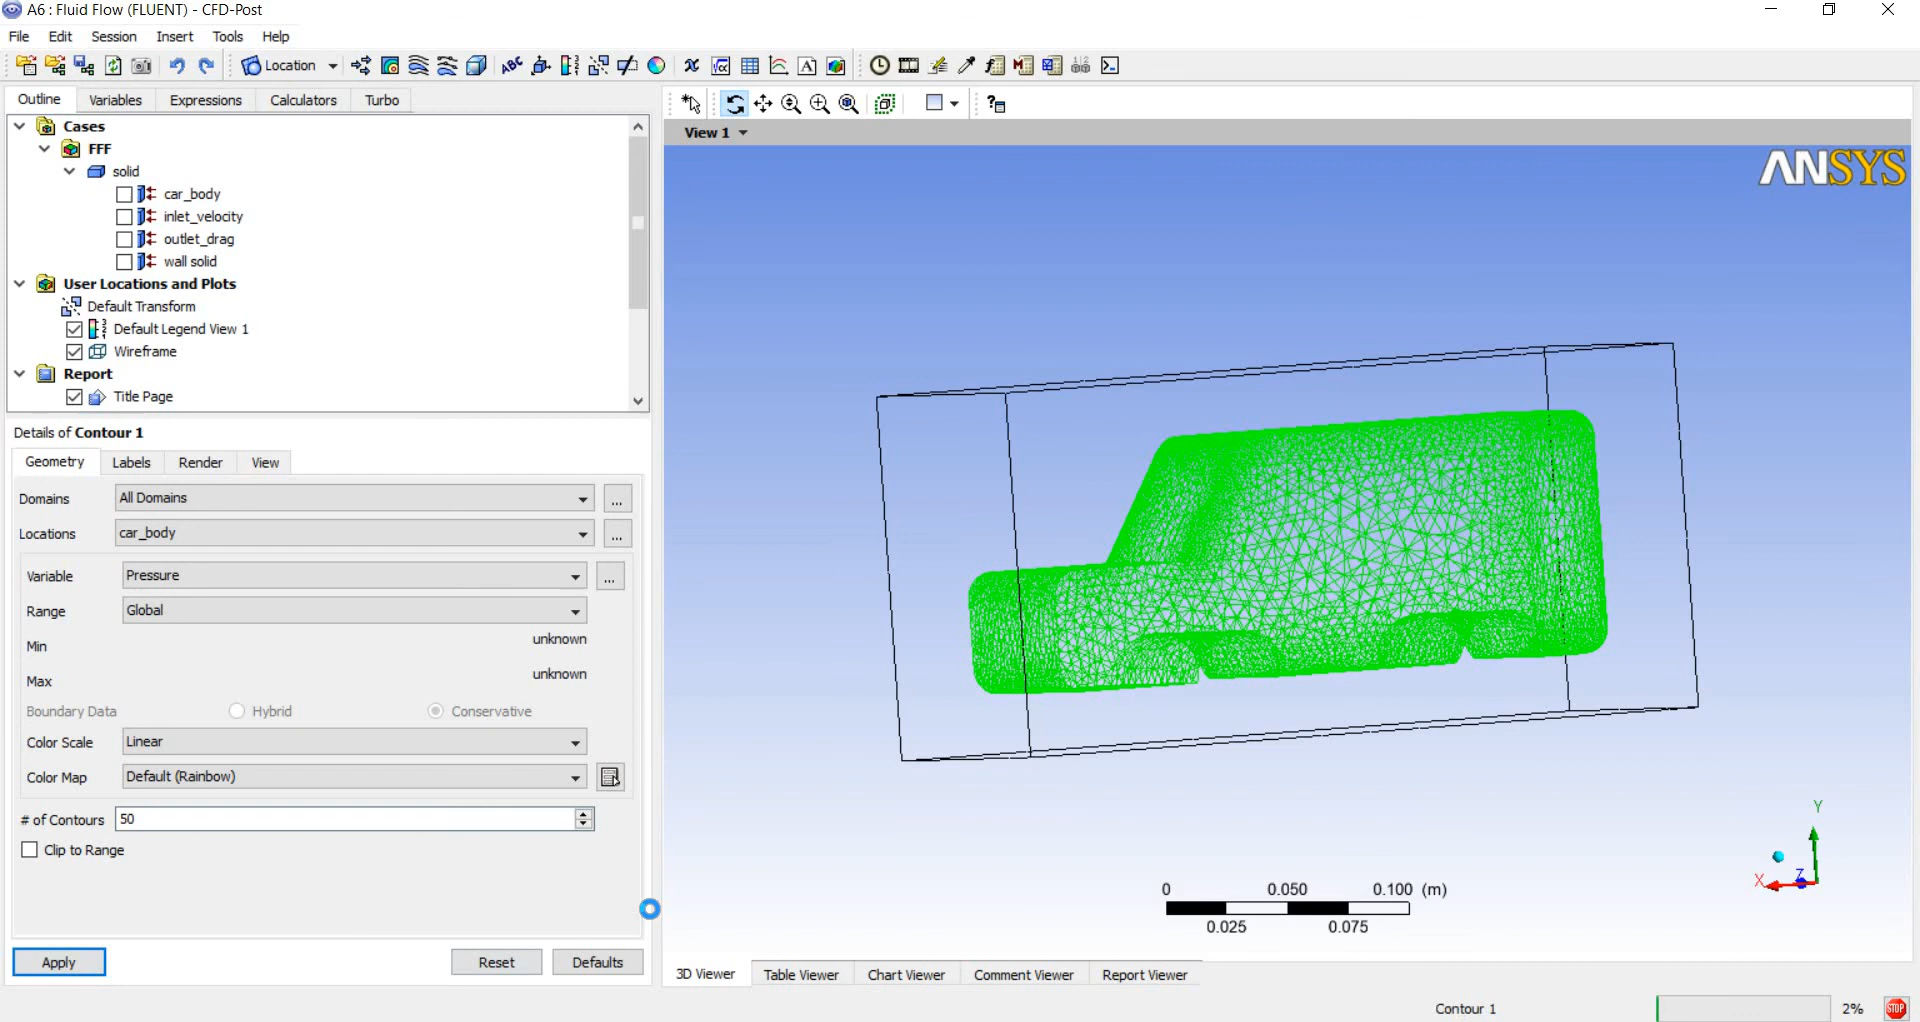 A6 : Fluid Flow (FLUENT) - CFD-Post
File Edit Session Insert Tools Help
Location
Outline Variables Expressions Calculators Turbo
Cases
FFF
solid
car_body
inlet_velocity
outlet_drag
wall solid
User Locations and Plots
Default Transform
Default Legend View 1
Wireframe
Report
Title Page
Details of Contour 1
Geometry Labels Render View
Domains All Domains ...
Locations car_body ...
Variable Pressure ...
Range Global
Min unknown
Max unknown
Boundary Data Hybrid Conservative
Color Scale Linear
Color Map Default (Rainbow)
# of Contours 50
Clip to Range
Apply Reset Defaults
View 1
ANSYS
Y
X Z
0 0.050 0.100 (m)
0.025 0.075
3D Viewer Table Viewer Chart Viewer Comment Viewer Report Viewer
Contour 1 2% STOP